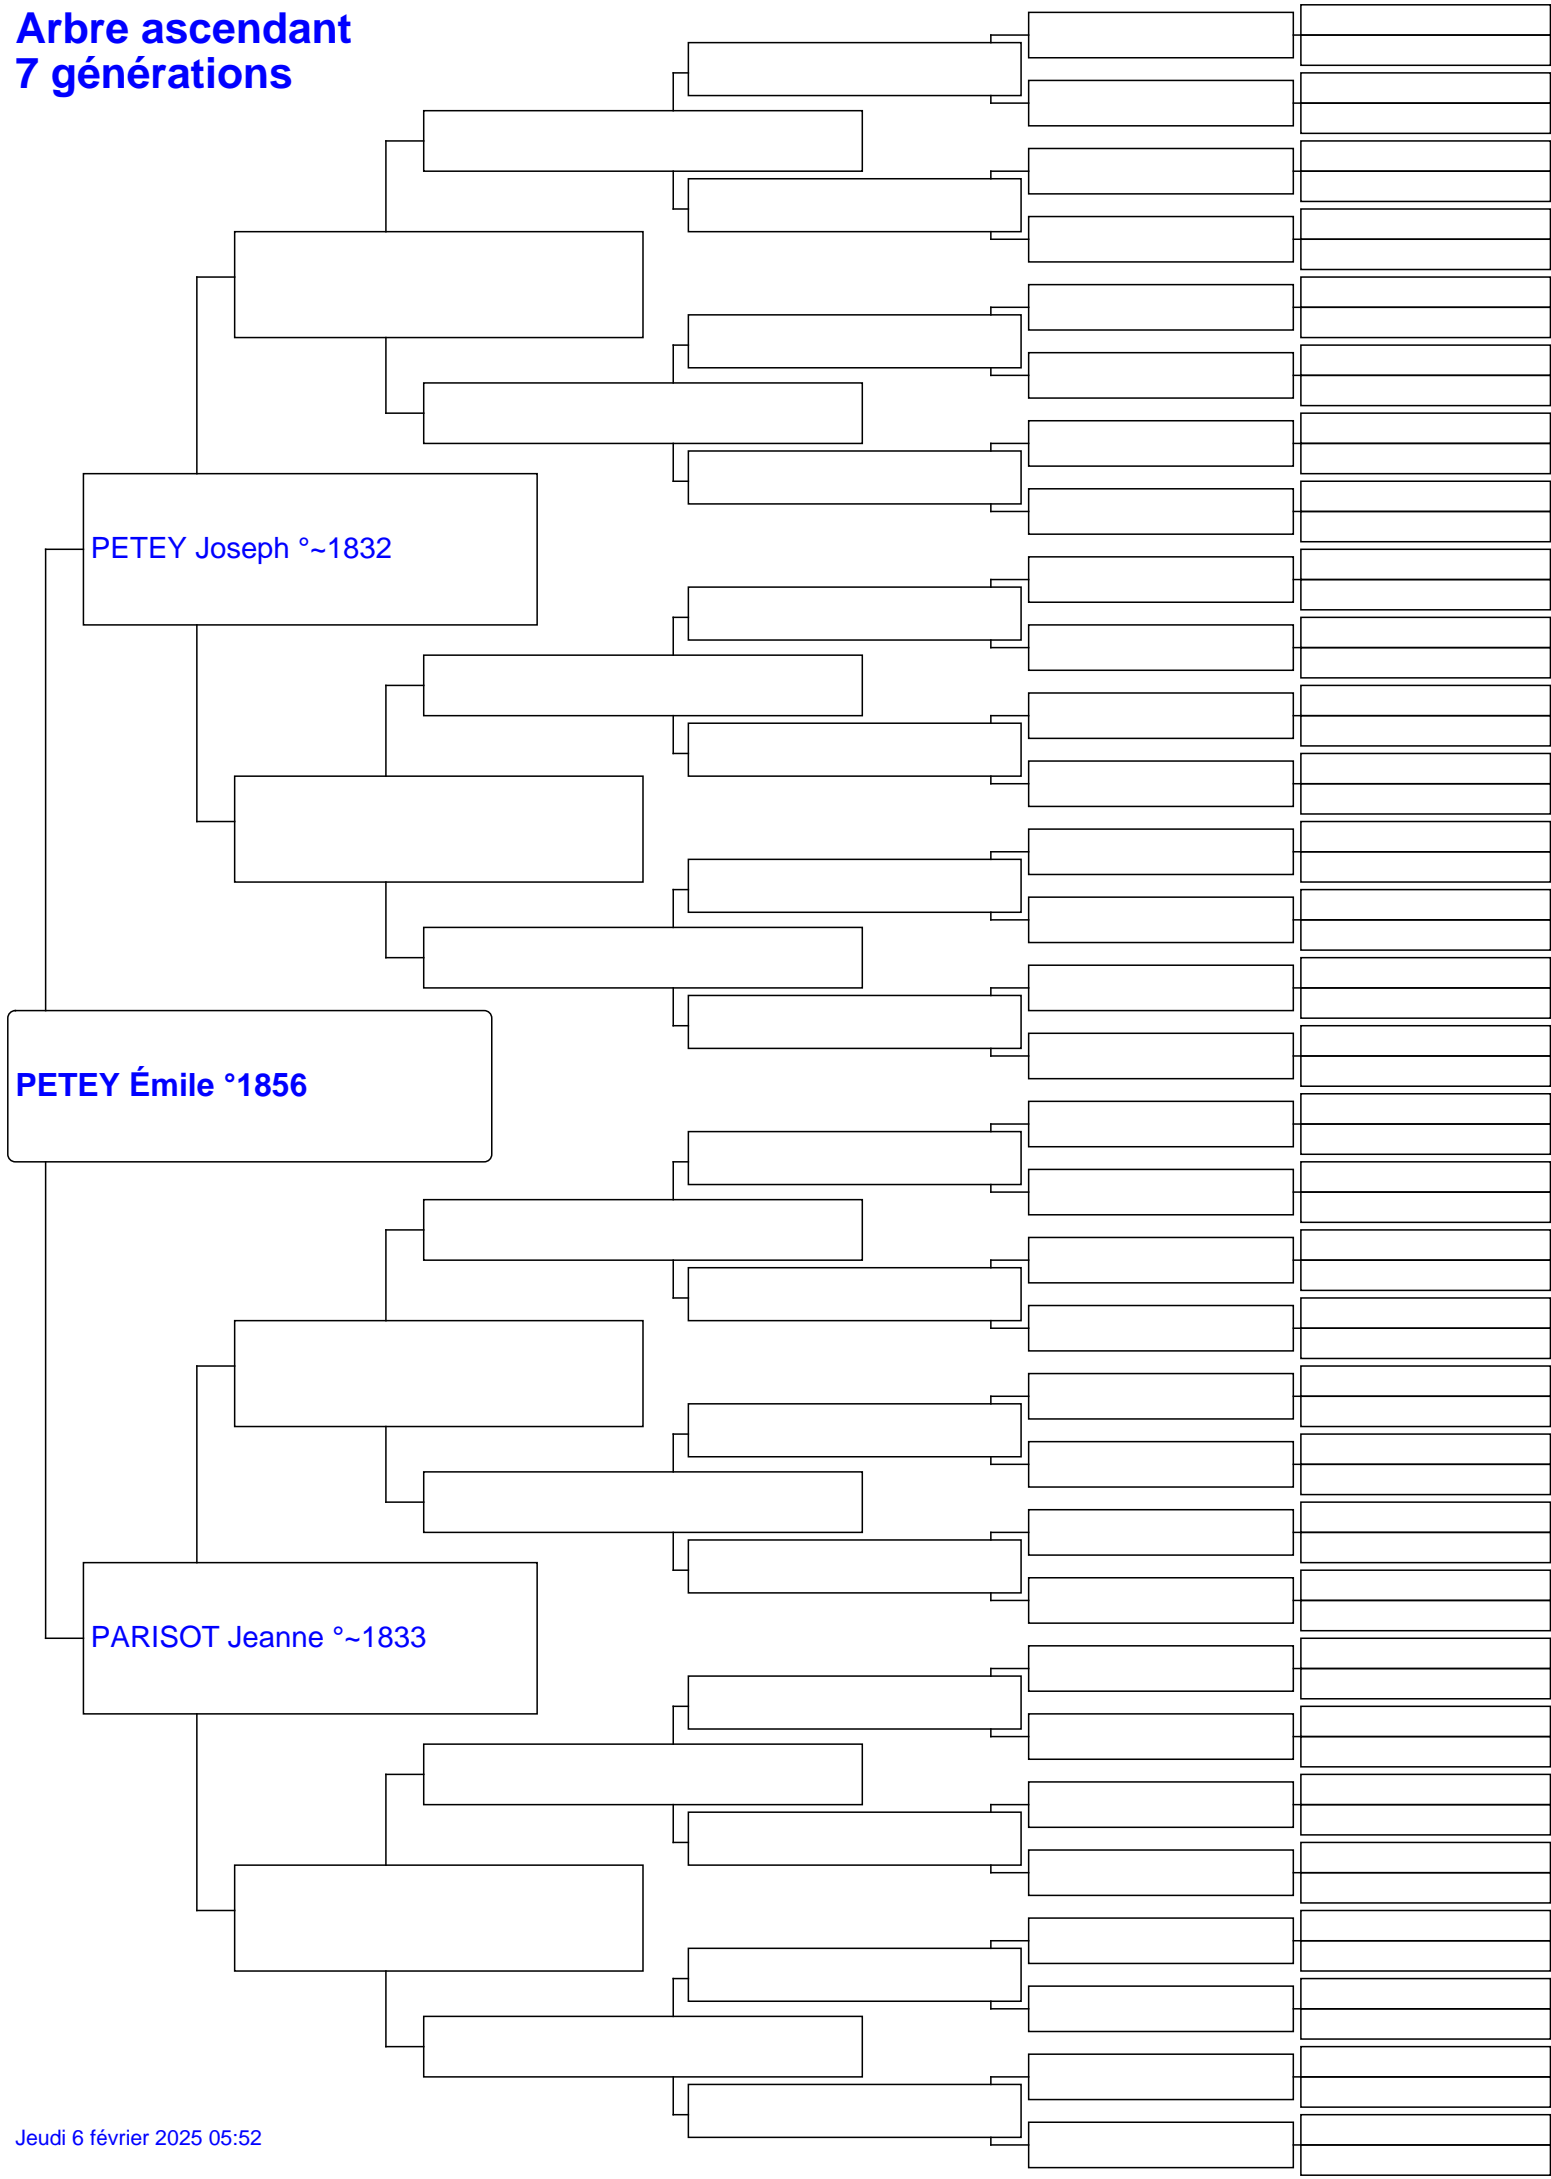 Arbre ascendant
7 générations
PETEY Joseph °~1832
PETEY Émile °1856
PARISOT Jeanne °~1833
Jeudi 6 février 2025 05:52